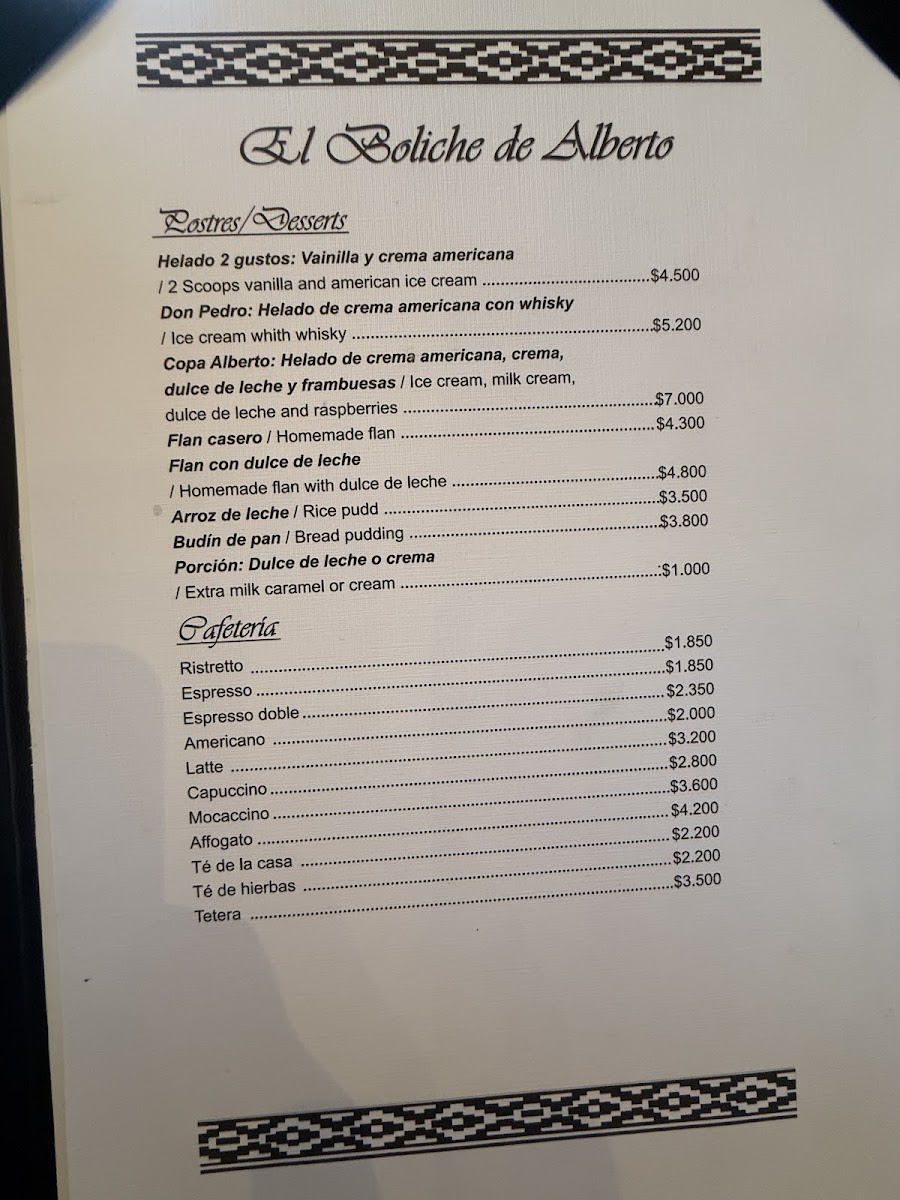 El Boliche de Alberto
Postres/Desserts
Helado 2 gustos: Vainilla y crema americana
/ 2 Scoops vanilla and american ice cream ....................................$4.500
Don Pedro: Helado de crema americana con whisky
/ Ice cream whith whisky .................................................................$5.200
Copa Alberto: Helado de crema americana, crema,
dulce de leche y frambuesas / Ice cream, milk cream,
dulce de leche and raspberries ......................................................$7.000
Flan casero / Homemade flan .......................................................$4.300
Flan con dulce de leche
/ Homemade flan with dulce de leche ............................................$4.800
Arroz de leche / Rice pudd ...........................................................$3.500
Budín de pan / Bread pudding ......................................................$3.800
Porción: Dulce de leche o crema
/ Extra milk caramel or cream ........................................................$1.000
Cafetería
Ristretto .........................................................................................$1.850
Espresso ........................................................................................$1.850
Espresso doble ..............................................................................$2.350
Americano .....................................................................................$2.000
Latte ..............................................................................................$3.200
Capuccino .....................................................................................$2.800
Mocaccino .....................................................................................$3.600
Affogato .........................................................................................$4.200
Té de la casa .................................................................................$2.200
Té de hierbas .................................................................................$2.200
Tetera ............................................................................................$3.500